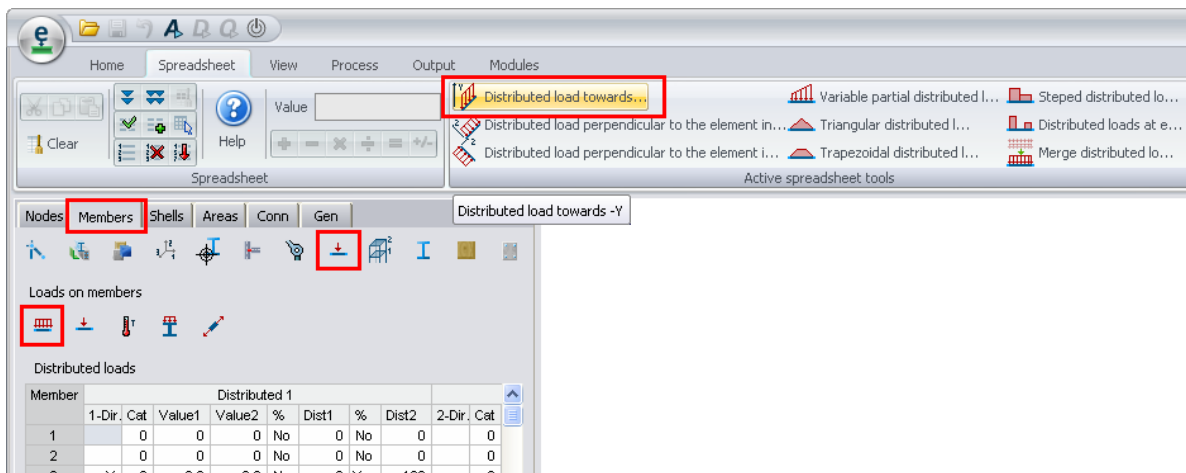 Home Spreadsheet View Process Output Modules
Value
Clear
Help
Spreadsheet
Distributed load towards...
Distributed load perpendicular to the element in...
Distributed load perpendicular to the element i...
Variable partial distributed l...
Triangular distributed l...
Trapezoidal distributed l...
Steped distributed lo...
Distributed loads at e...
Merge distributed lo...
Active spreadsheet tools
Distributed load towards -Y
Nodes Members Shells Areas Conn Gen
Loads on members
Distributed loads
Member Distributed 1
1-Dir. Cat Value1 Value2 % Dist1 % Dist2 2-Dir. Cat
1 0 0 0 No 0 No 0 0
2 0 0 0 No 0 No 0 0